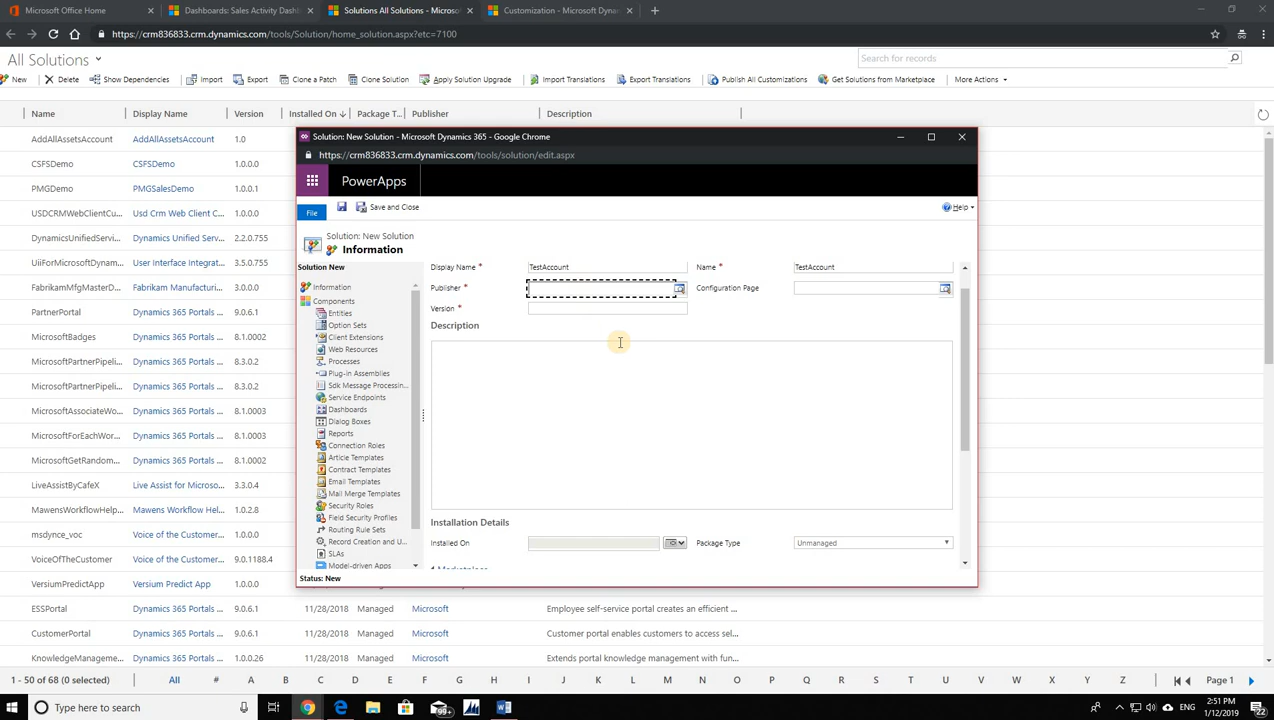 Microsoft Office Home
Dashboards: Sales Activity Dashb
Solutions All Solutions - Microso
Customization - Microsoft Dynam
https://crm836833.crm.dynamics.com/tools/Solution/home_solution.aspx?etc=7100
All Solutions
Search for records
New
Delete
Show Dependencies
Import
Export
Clone a Patch
Clone Solution
Apply Solution Upgrade
Import Translations
Export Translations
Publish All Customizations
Get Solutions from Marketplace
More Actions
Name
Display Name
Version
Installed On
Package T...
Publisher
Description
AddAllAssetsAccount AddAllAssetsAccount 1.0
CSFSDemo CSFSDemo 1.0.0.0
PMGDemo PMGSalesDemo 1.0.0.0
USDCRMWebClientCu... Usd Crm Web Client C... 1.0.0.0
DynamicsUnifiedServ... Dynamics Unified Serv... 2.2.0.755
UiiForMicrosoftDynam... User Interface Integrat... 3.5.0.755
FabrikamMfgMasterD... Fabrikam Manufacturi... 1.0.0.0
PartnerPortal Dynamics 365 Portals ... 9.0.6.1
MicrosoftBadges Dynamics 365 Portals ... 8.1.0002
MicrosoftPartnerPipel... Dynamics 365 Portals ... 8.3.0.2
MicrosoftPartnerPipel... Dynamics 365 Portals ... 8.3.0.2
MicrosoftAssociateWo... Dynamics 365 Portals ... 8.1.0003
MicrosoftForEachWor... Dynamics 365 Portals ... 8.1.0003
MicrosoftGetRandom... Dynamics 365 Portals ... 8.1.0002
LiveAssistByCafeX Live Assist for Microso... 3.3.0.4
MawensWorkflowHelp... Mawens Workflow Help... 1.0.2.8
msdynce_voc Voice of the Customer...
VoiceOfTheCustomer Voice of the Customer... 9.0.1188.4
VersiumPredictApp Versium Predict App 1.0.0.0
ESSPortal Dynamics 365 Portals ... 9.0.6.1 11/28/2018 Managed Microsoft Employee self-service portal creates an efficient ...
CustomerPortal Dynamics 365 Portals ... 9.0.6.1 11/28/2018 Managed Microsoft Customer portal enables customers to access sel...
KnowledgeManageme... Dynamics 365 Portals ... 1.0.0.26 11/28/2018 Managed Microsoft Extends portal knowledge management with fun...
Solution: New Solution - Microsoft Dynamics 365 - Google Chrome
https://crm836833.crm.dynamics.com/tools/solution/edit.aspx
PowerApps
File
Save and Close
Help
Solution: New Solution
Information
Solution New
Information
Components
Entities
Option Sets
Client Extensions
Web Resources
Processes
Plug-in Assemblies
Sdk Message Processin...
Service Endpoints
Dashboards
Dialog Boxes
Reports
Connection Roles
Article Templates
Contract Templates
Email Templates
Mail Merge Templates
Security Roles
Field Security Profiles
Routing Rule Sets
Record Creation and U...
SLAs
Model-driven Apps
Display Name * TestAccount Name * TestAccount
Publisher * Configuration Page
Version *
Description
Installation Details
Installed On Package Type Unmanaged
Marketplace
Status: New
1 - 50 of 68 (0 selected) All # A B C D E F G H I J K L M N O P Q R S T U V W X Y Z Page 1
Type here to search
99+
ENG
2:51 PM
1/12/2019
22